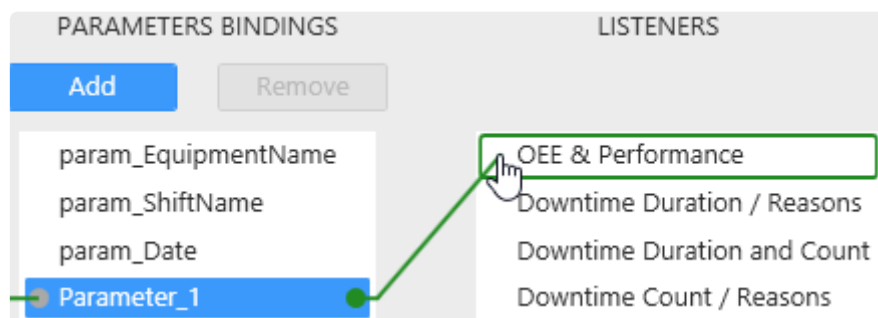 PARAMETERS BINDINGS
LISTENERS
Add
Remove
param_EquipmentName
param_ShiftName
param_Date
Parameter_1
OEE & Performance
Downtime Duration / Reasons
Downtime Duration and Count
Downtime Count / Reasons